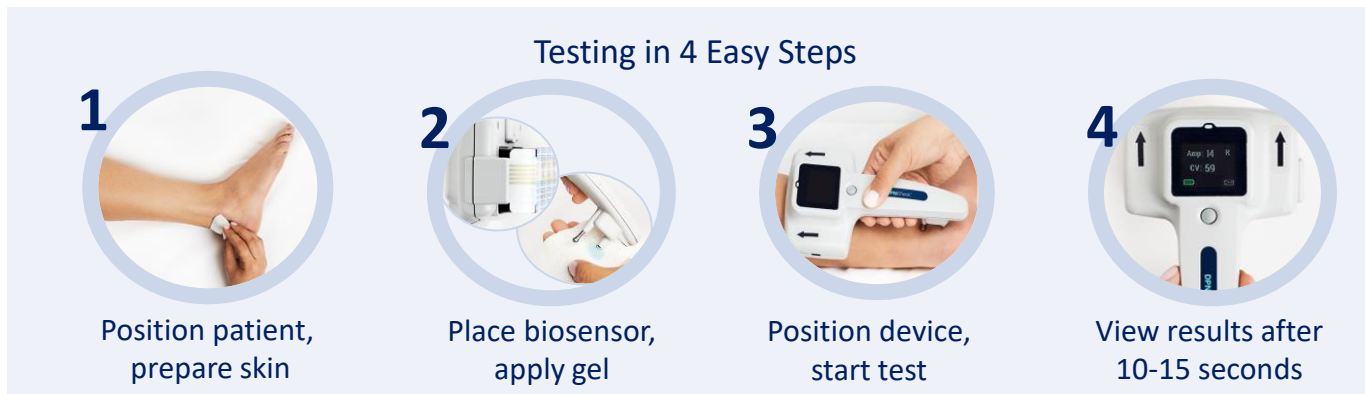 Testing in 4 Easy Steps
1
2
3
4
Amp: 14 R
CV: 59
DPN
Position patient,
prepare skin
Place biosensor,
apply gel
Position device,
start test
View results after
10-15 seconds